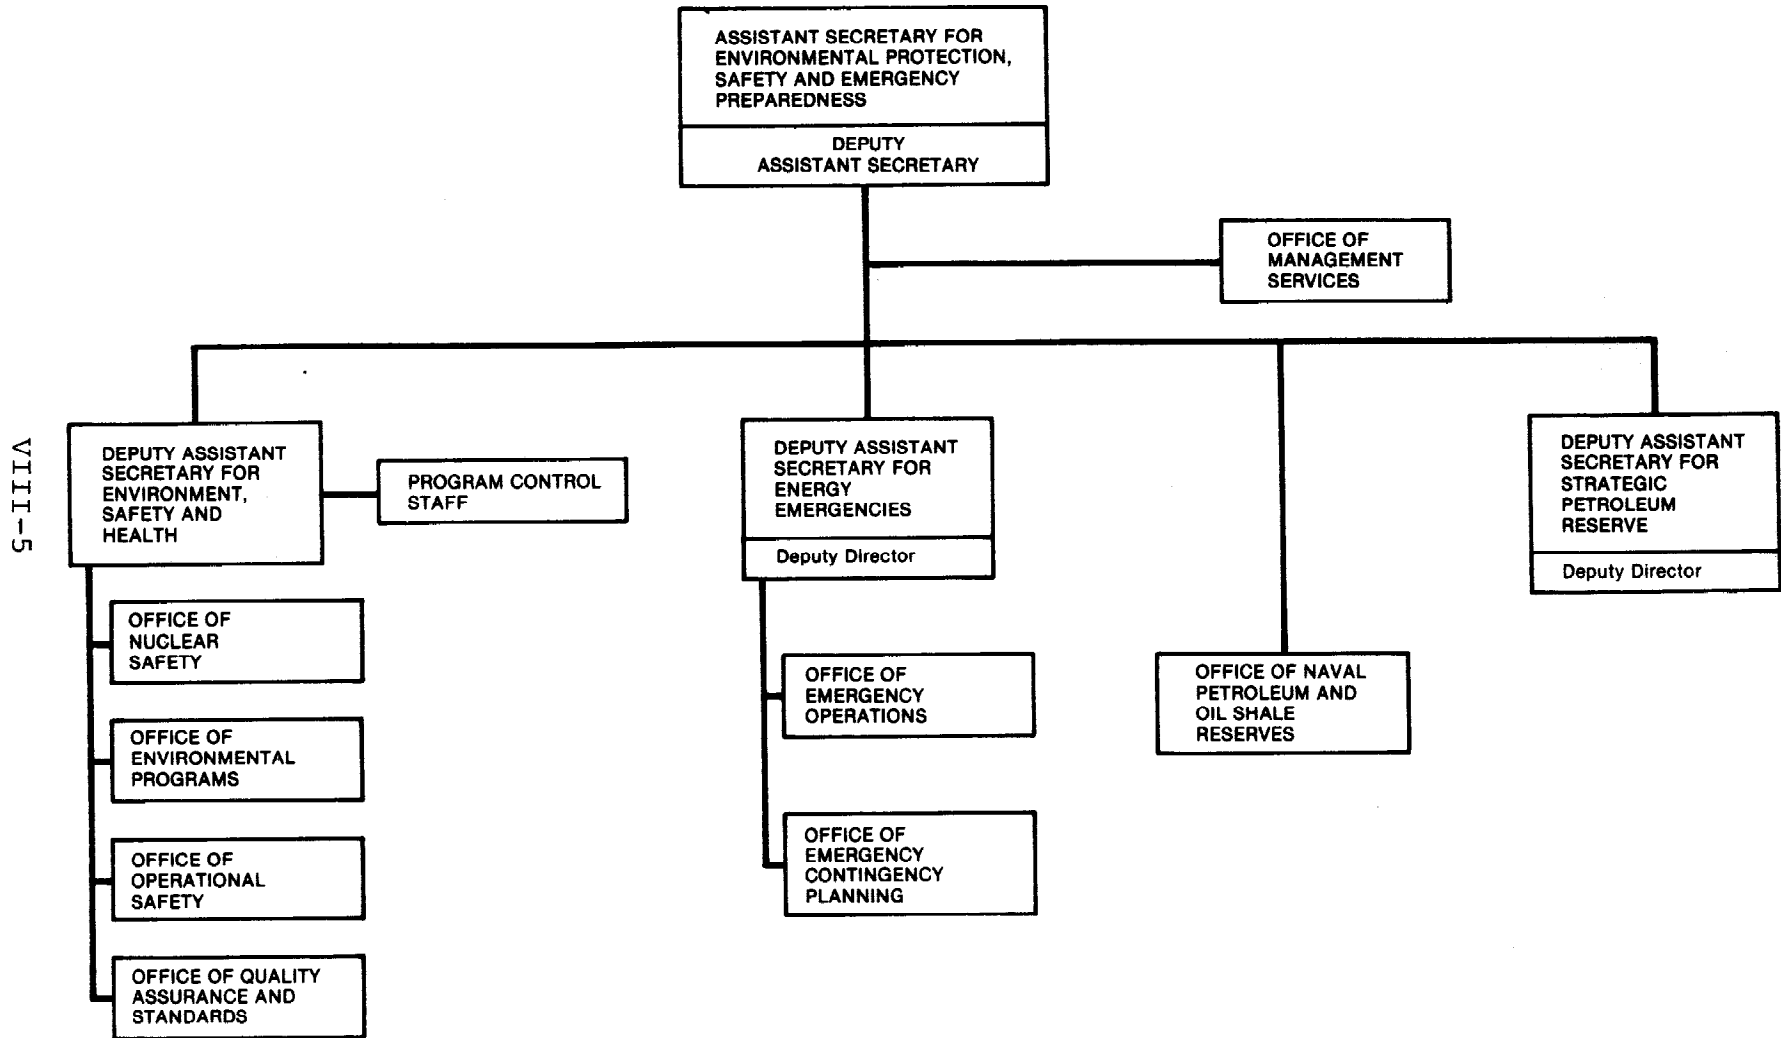 ASSISTANT SECRETARY FOR
ENVIRONMENTAL PROTECTION,
SAFETY AND EMERGENCY
PREPAREDNESS
DEPUTY
ASSISTANT SECRETARY
OFFICE OF
MANAGEMENT
SERVICES
VIII-5
DEPUTY ASSISTANT
SECRETARY FOR
ENVIRONMENT,
SAFETY AND
HEALTH
PROGRAM CONTROL
STAFF
OFFICE OF
NUCLEAR
SAFETY
OFFICE OF
ENVIRONMENTAL
PROGRAMS
OFFICE OF
OPERATIONAL
SAFETY
OFFICE OF QUALITY
ASSURANCE AND
STANDARDS
DEPUTY ASSISTANT
SECRETARY FOR
ENERGY
EMERGENCIES
Deputy Director
OFFICE OF
EMERGENCY
OPERATIONS
OFFICE OF
EMERGENCY
CONTINGENCY
PLANNING
OFFICE OF NAVAL
PETROLEUM AND
OIL SHALE
RESERVES
DEPUTY ASSISTANT
SECRETARY FOR
STRATEGIC
PETROLEUM
RESERVE
Deputy Director